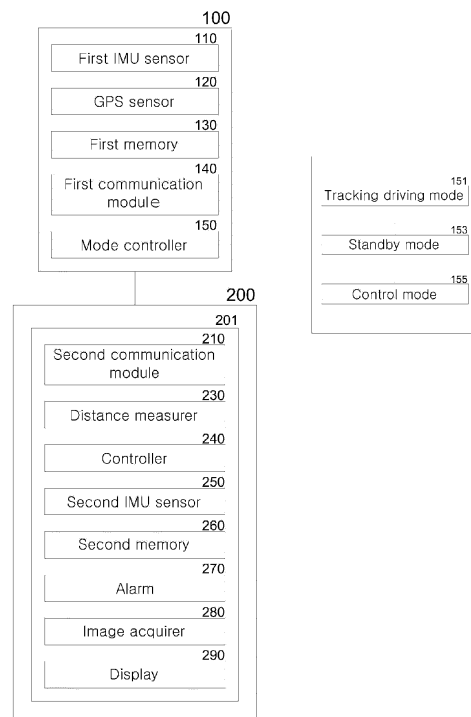 100
110
First IMU sensor
120
GPS sensor
130
First memory
140
First communication
module
150
Mode controller
200
201
210
Second communication
module
230
Distance measurer
240
Controller
250
Second IMU sensor
260
Second memory
270
Alarm
280
Image acquirer
290
Display
151
Tracking driving mode
153
Standby mode
155
Control mode